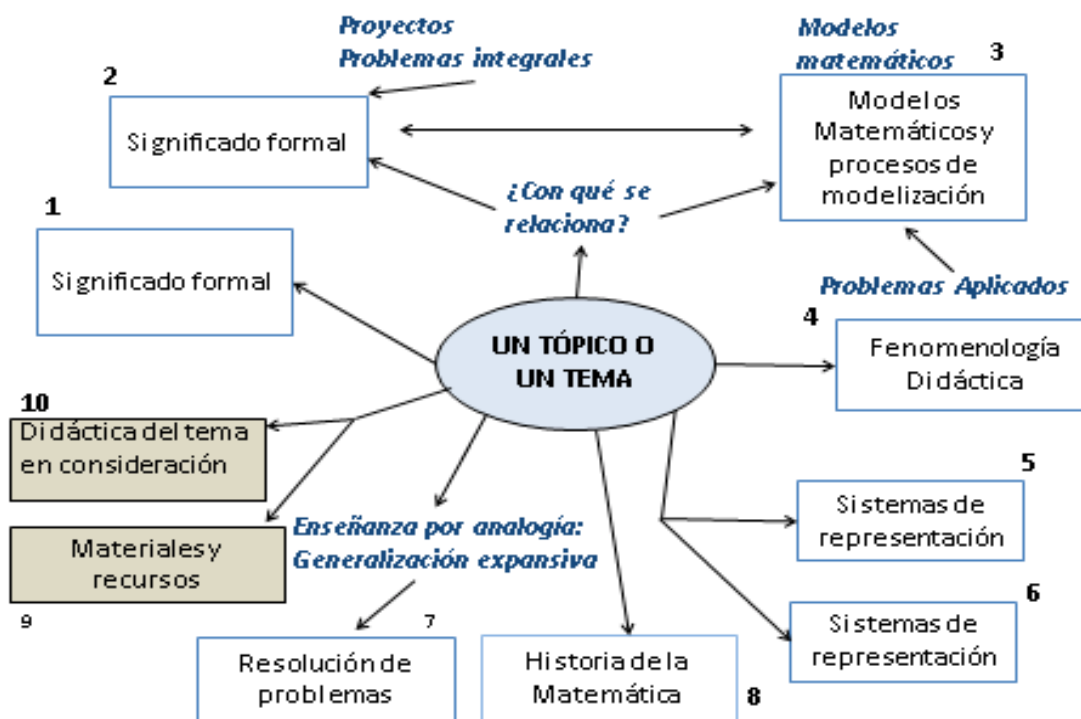 Proyectos
Problemas integrales
Modelos
matemáticos
2
3
Significado formal
Modelos
Matemáticos y
procesos de
modelización
¿Con qué se
relaciona?
1
Significado formal
Problemas Aplicados
4
UN TÓPICO O
UN TEMA
Fenomenología
Didáctica
10
Didáctica del tema
en consideración
5
Sistemas de
representación
Enseñanza por analogía:
Generalización expansiva
Materiales y
recursos
9
6
Sistemas de
representación
7
Resolución de
problemas
Historia de la
Matemática
8